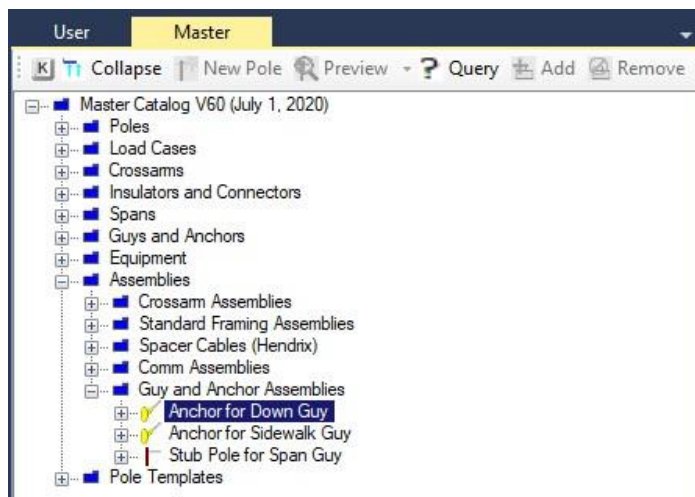 User Master
K Collapse New Pole Preview ? Query Add Remove
Master Catalog V60 (July 1, 2020)
Poles
Load Cases
Crossarms
Insulators and Connectors
Spans
Guys and Anchors
Equipment
Assemblies
Crossarm Assemblies
Standard Framing Assemblies
Spacer Cables (Hendrix)
Comm Assemblies
Guy and Anchor Assemblies
Anchor for Down Guy
Anchor for Sidewalk Guy
Stub Pole for Span Guy
Pole Templates